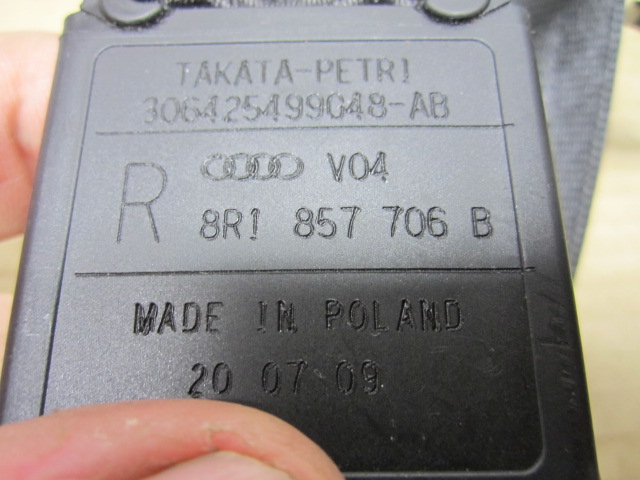 TAKATA-PETRI
306425499048-AB
R
V04
8R1 857 706 B
MADE IN POLAND
20 07 09